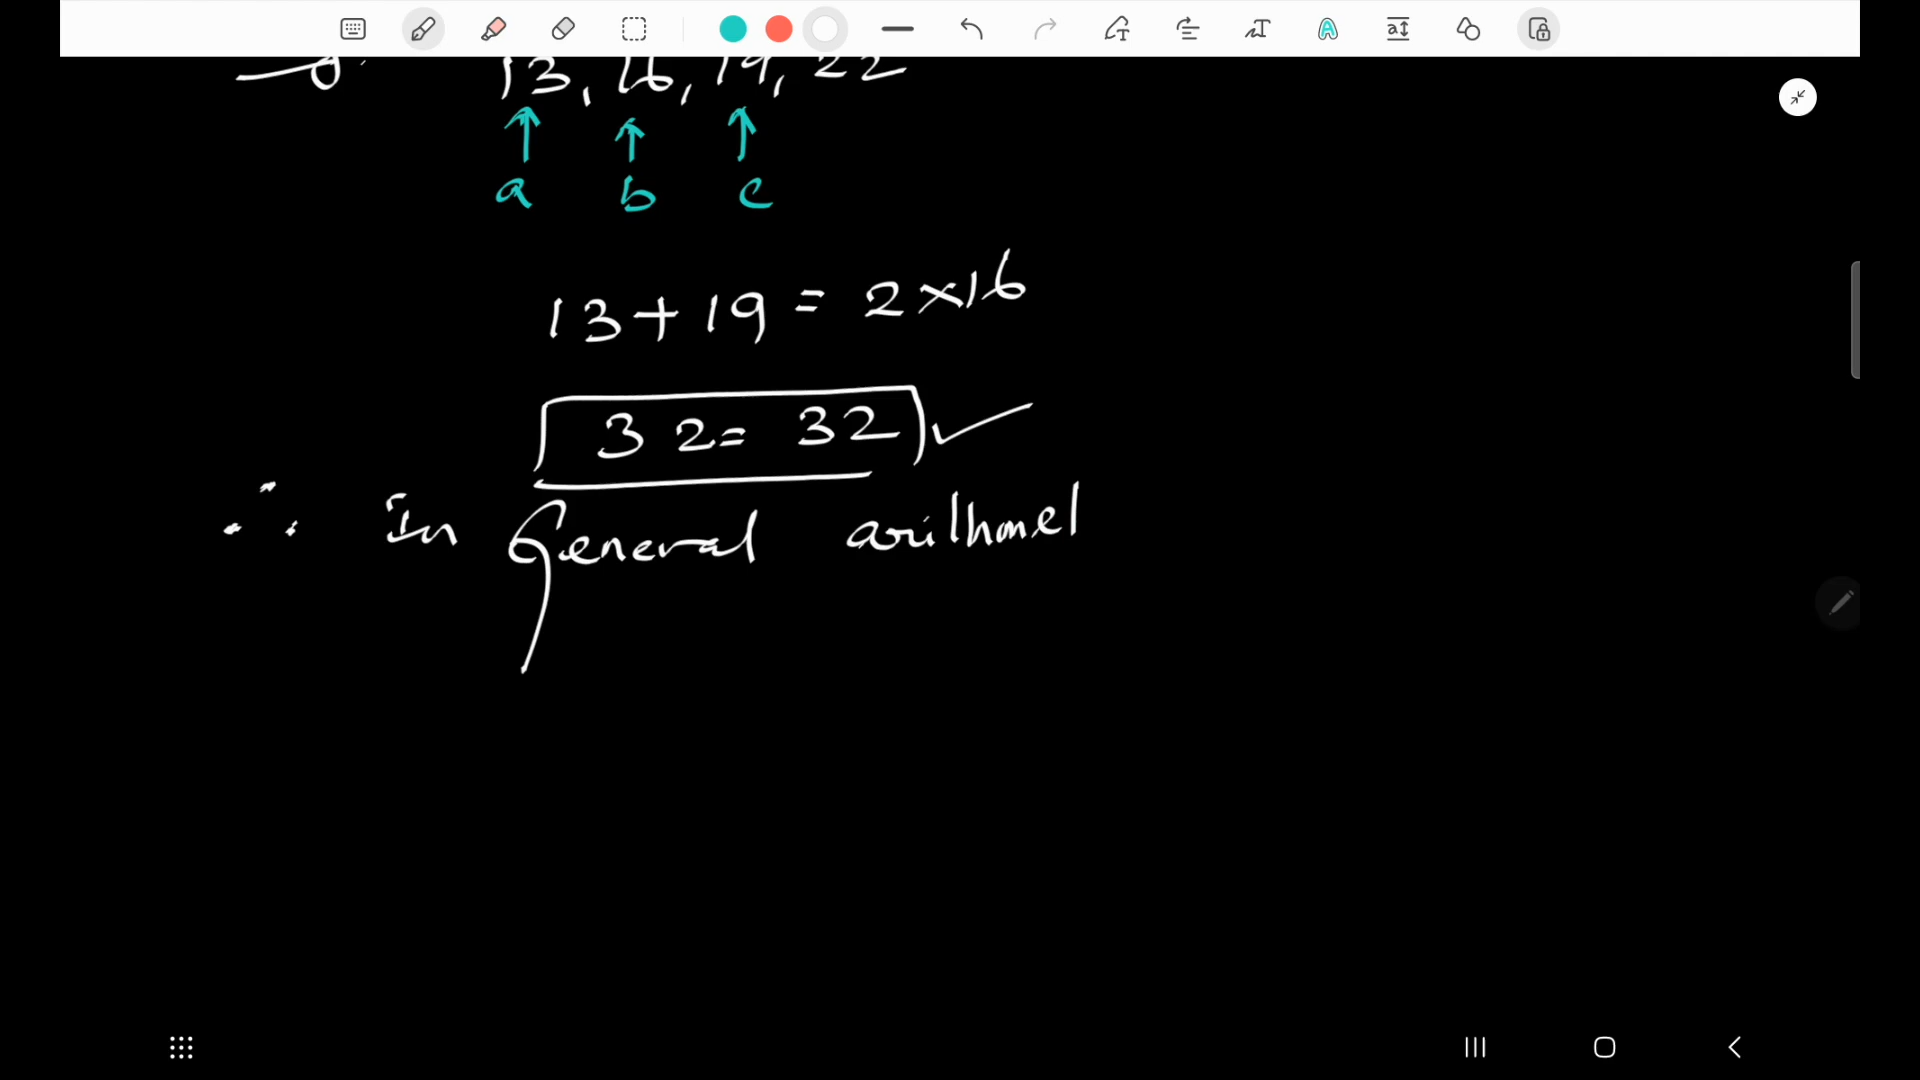 13, 16, 19, 22
a b c
13 + 19 = 2×16
32 = 32
∴ In General arithmet